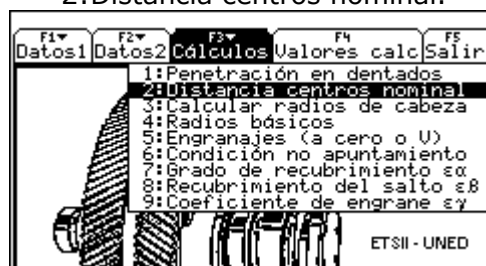 2:Distancia centros nominal.
F1 F2 F3 F4 F5
Datos1 Datos2 Cálculos Valores calc Salir
1:Penetración en dentados
2:Distancia centros nominal
3:Calcular radios de cabeza
4:Radios básicos
5:Engranajes (a cero o V)
6:Condición no apuntamiento
7:Grado de recubrimiento εα
8:Recubrimiento del salto εβ
9:Coeficiente de engrane εγ
ETSII - UNED